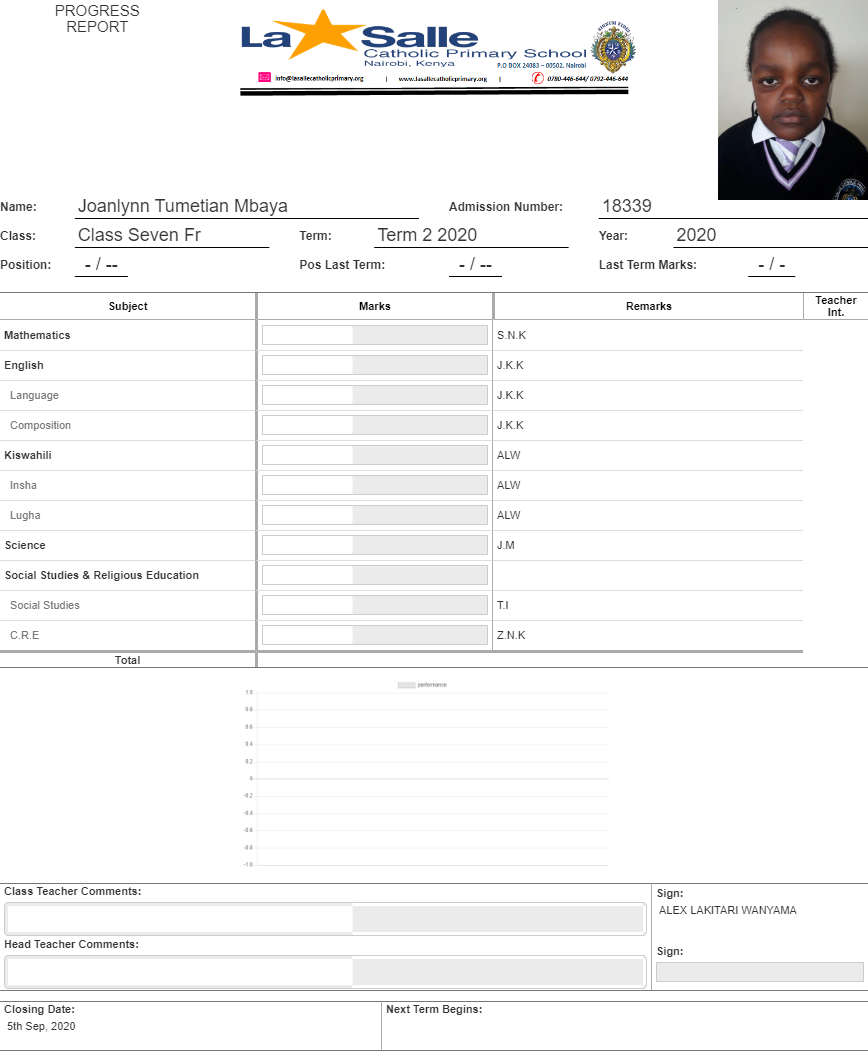 PROGRESS
REPORT
La Salle
Catholic Primary School
Nairobi, Kenya
P.O BOX 24083 – 00502, Nairobi
info@lasallecatholicprimary.org | www.lasallecatholicprimary.org | 0780-446-644/ 0792-446-644
Name: Joanlynn Tumetian Mbaya Admission Number: 18339
Class: Class Seven Fr Term: Term 2 2020 Year: 2020
Position: - / -- Pos Last Term: - / -- Last Term Marks: - / -
Subject Marks Remarks Teacher Int.
Mathematics S.N.K
English J.K.K
Language J.K.K
Composition J.K.K
Kiswahili ALW
Insha ALW
Lugha ALW
Science J.M
Social Studies & Religious Education
Social Studies T.I
C.R.E Z.N.K
Total
performance
1.0
0.8
0.6
0.4
0.2
0
-0.2
-0.4
-0.6
-0.8
-1.0
Class Teacher Comments: Sign:
ALEX LAKITARI WANYAMA
Head Teacher Comments: Sign:
Closing Date: Next Term Begins:
5th Sep, 2020